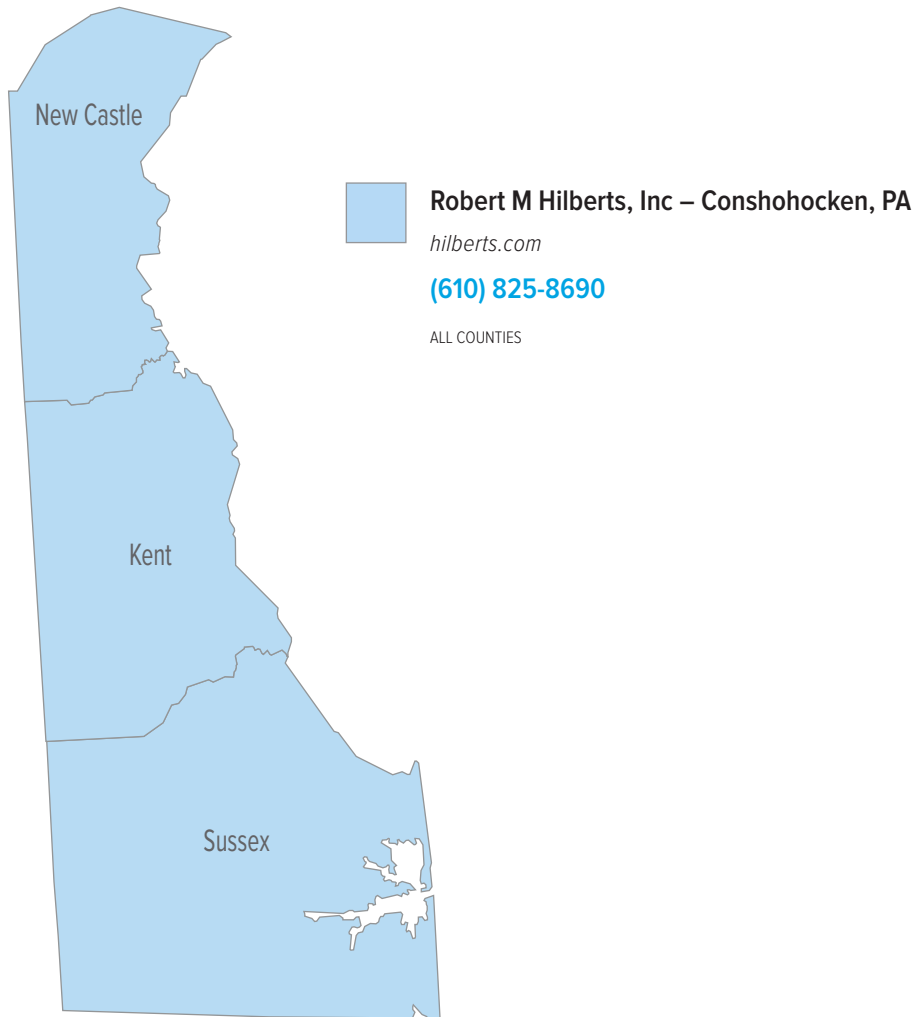 New Castle
Robert M Hilberts, Inc – Conshohocken, PA
hilberts.com
(610) 825-8690
ALL COUNTIES
Kent
Sussex